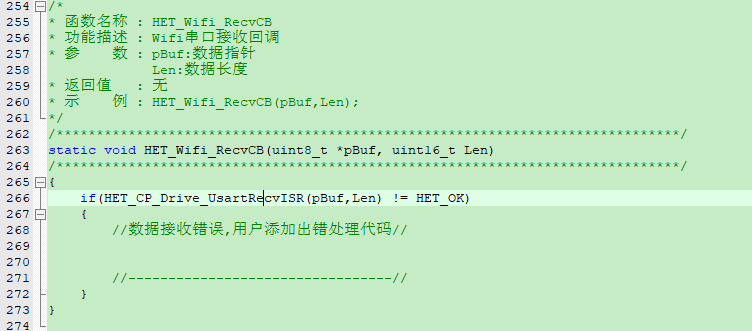 254 /*
255 * 函数名称 : HET_Wifi_RecvCB
256 * 功能描述 : Wifi串口接收回调
257 * 参    数 : pBuf:数据指针
258            Len:数据长度
259 * 返回值   : 无
260 * 示    例 : HET_Wifi_RecvCB(pBuf,Len);
261 */
262 /*****************************************************************************/
263 static void HET_Wifi_RecvCB(uint8_t *pBuf, uint16_t Len)
264 /*****************************************************************************/
265 {
266     if(HET_CP_Drive_UsartRecvISR(pBuf,Len) != HET_OK)
267     {
268         //数据接收错误,用户添加出错处理代码//
269
270
271         //---------------------------------//
272     }
273 }
274